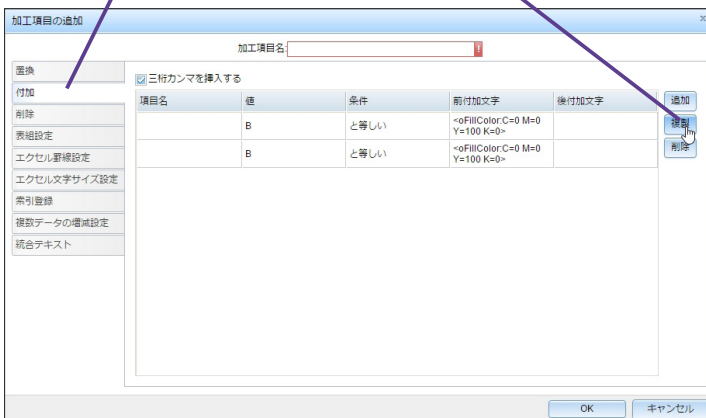 加工項目の追加
加工項目名:
置換
付加
削除
表組設定
エクセル罫線設定
エクセル文字サイズ設定
索引登録
複数データの増減設定
統合テキスト
三桁カンマを挿入する
項目名 値 条件 前付加文字 後付加文字
B と等しい <oFillColor:C=0 M=0
Y=100 K=0>
B と等しい <oFillColor:C=0 M=0
Y=100 K=0>
追加
複製
削除
OK キャンセル